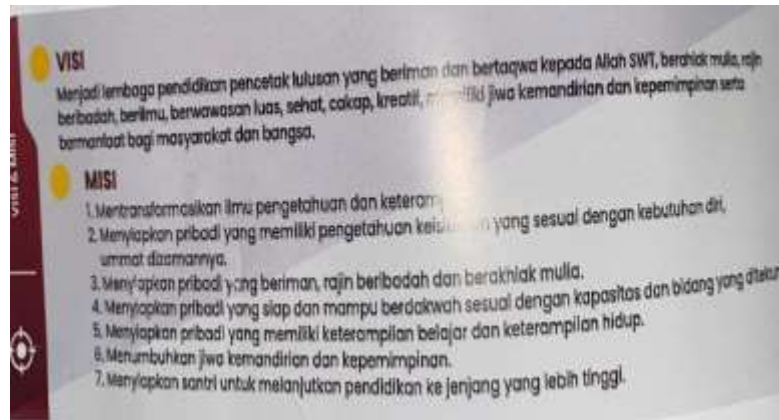 VISI
Menjadi lembaga pendidikan pencetak lulusan yang beriman dan bertaqwa kepada Allah SWT, berahlak mulia, rajin
beribadah, berilmu, berwawasan luas, sehat, cakap, kreatif, jiwa kemandirian dan kepemimpinan serta
bermanfaat bagi masyarakat dan bangsa.
MISI
1. Mentransformasikan ilmu pengetahuan dan
2. Menyiapkan pribadi yang memiliki pengetahuan yang sesuai dengan kebutuhan diri,
ummat
3. Menyiapkan pribadi yang beriman, rajin beribadah dan berakhlak mulia.
4. Menyiapkan pribadi yang siap dan mampu berdakwah sesuai dengan kapasitas dan bidang yang
5. Menyiapkan pribadi yang memiliki keterampilan belajar dan keterampilan hidup.
6. Menumbuhkan jiwa kemandirian dan kepemimpinan.
7. Menyiapkan santri untuk melanjutkan pendidikan ke jenjang yang lebih tinggi.